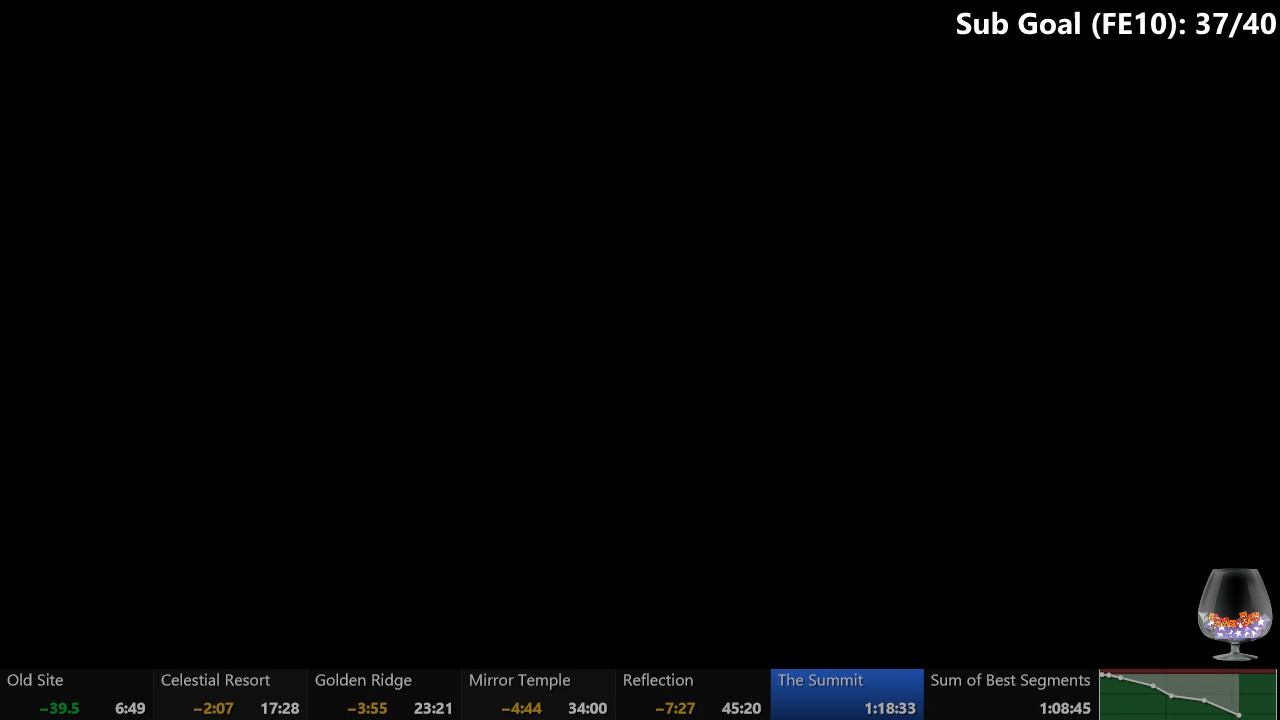 Sub Goal (FE10): 37/40
Old Site
−39.5 6:49
Celestial Resort
−2:07 17:28
Golden Ridge
−3:55 23:21
Mirror Temple
−4:44 34:00
Reflection
−7:27 45:20
The Summit
1:18:33
Sum of Best Segments
1:08:45